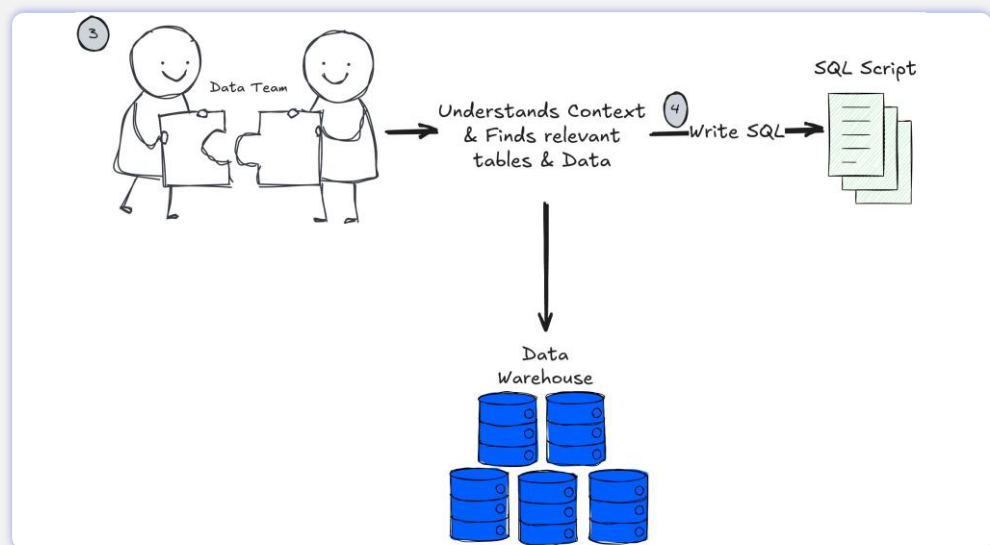 3
Data Team
Understands Context
& Finds relevant
tables & Data
4
Write SQL
SQL Script
Data
Warehouse